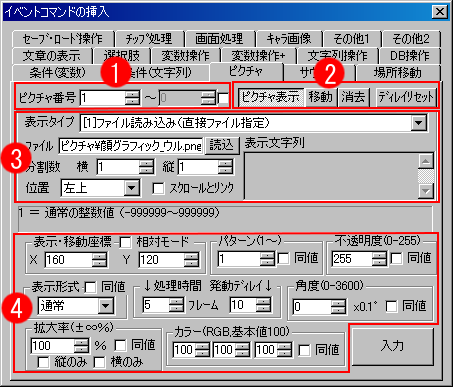 イベントコマンドの挿入
セーブ・ロード操作 チップ処理 画面処理 キャラ画像 その他1 その他2
文章の表示 選択肢 変数操作 変数操作+ 文字列操作 DB操作
条件(変数) 条件(文字列) ピクチャ サウ 場所移動
1 2
ピクチャ番号 1 ～ 0 ピクチャ表示 移動 消去 ディレイリセット
表示タイプ [1]ファイル読み込み(直接ファイル指定)
ファイル ピクチャ¥顔グラフィック_ウル.png 読込 表示文字列
3
分割数 横 1 縦 1
位置 左上 スクロールとリンク
1 = 通常の整数値 (-999999～999999)
表示・移動座標 相対モード パターン(1～) 不透明度(0-255)
X 160 Y 120 1 同値 255 同値
4
表示形式 同値 ↓処理時間 発動ディレイ↓ 角度(0-3600)
通常 5 フレーム 10 0 x0.1° 同値
拡大率(±∞%) カラー(RGB,基本値100)
100 % 同値 100 100 100 同値 入力
縦のみ 横のみ